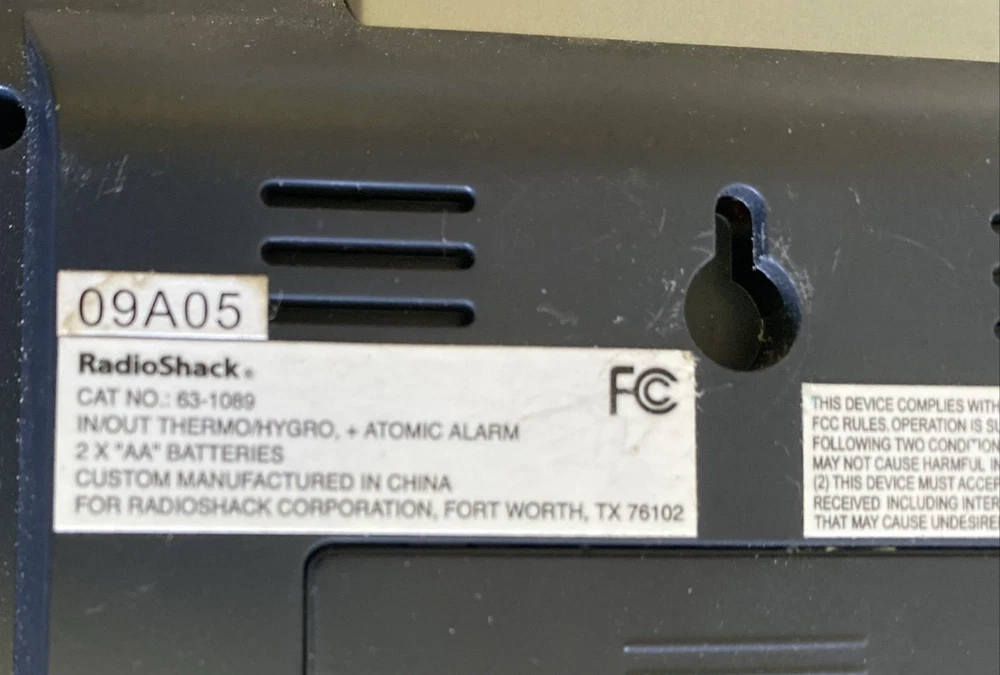 09A05
RadioShack®
FC
CAT NO.: 63-1089
IN/OUT THERMO/HYGRO. + ATOMIC ALARM
2 X "AA" BATTERIES
CUSTOM MANUFACTURED IN CHINA
FOR RADIOSHACK CORPORATION, FORT WORTH, TX 76102
THIS DEVICE COMPLIES WITH
FCC RULES. OPERATION IS
FOLLOWING TWO
MAY NOT CAUSE HARMFUL
(2) THIS DEVICE MUST
RECEIVED INCLUDING
THAT MAY CAUSE